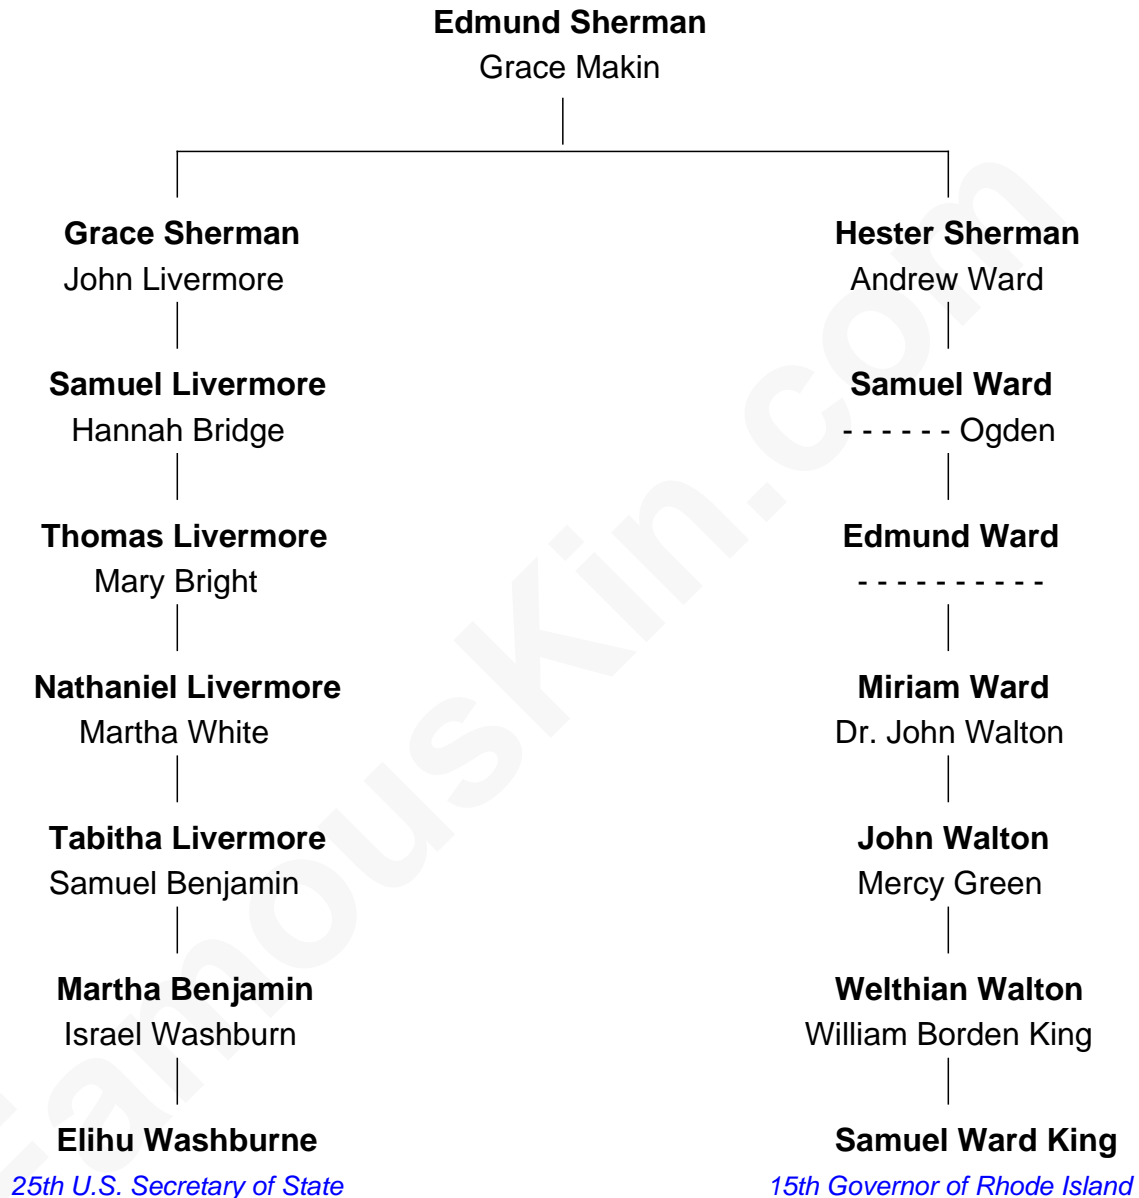 Edmund Sherman
Grace Makin
Grace Sherman
John Livermore
Samuel Livermore
Hannah Bridge
Thomas Livermore
Mary Bright
Nathaniel Livermore
Martha White
Tabitha Livermore
Samuel Benjamin
Martha Benjamin
Israel Washburn
Elihu Washburne
25th U.S. Secretary of State
Hester Sherman
Andrew Ward
Samuel Ward
- - - - - - Ogden
Edmund Ward
- - - - - - - - - -
Miriam Ward
Dr. John Walton
John Walton
Mercy Green
Welthian Walton
William Borden King
Samuel Ward King
15th Governor of Rhode Island
FamousKin.com